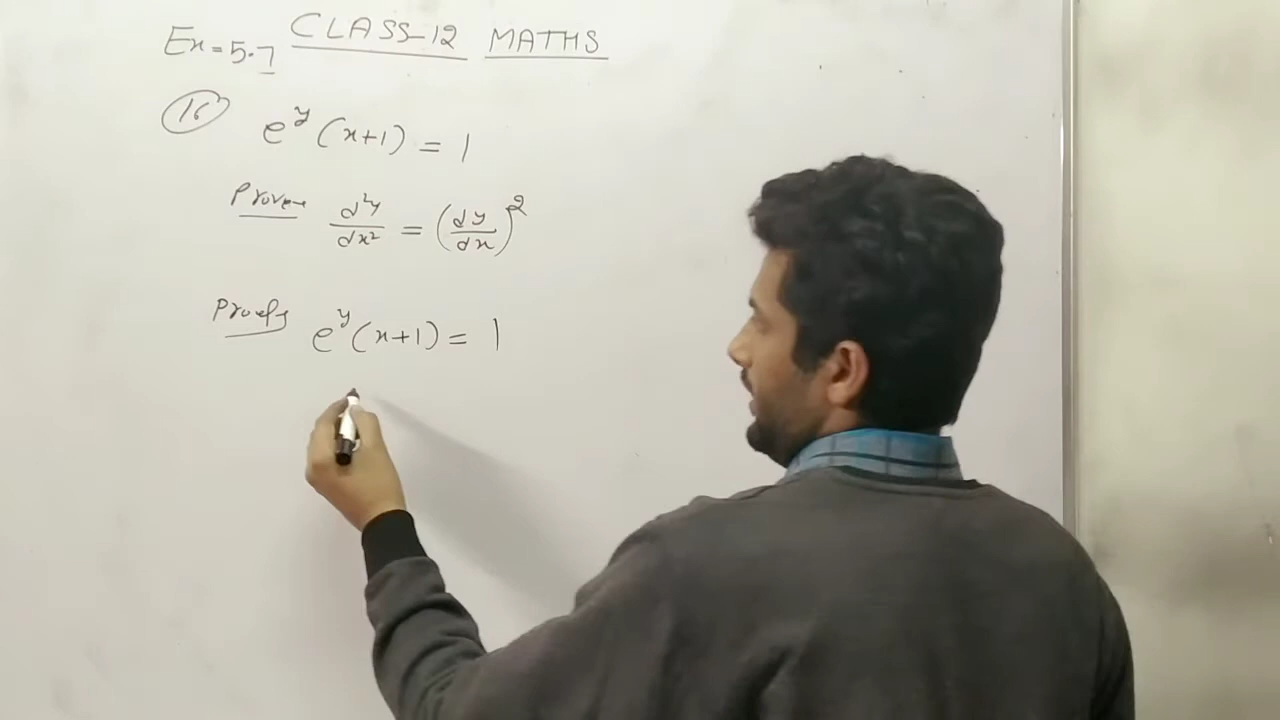 Ex = 5.7 CLASS-12 MATHS
16 e^y (x+1) = 1
Prove d²y/dx² = (dy/dx)²
Proof e^y (x+1) = 1